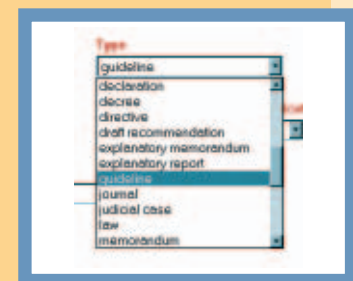 Type
guideline
declaration
decree
directive
draft recommendation
explanatory memorandum
explanatory report
guideline
journal
judicial case
law
memorandum